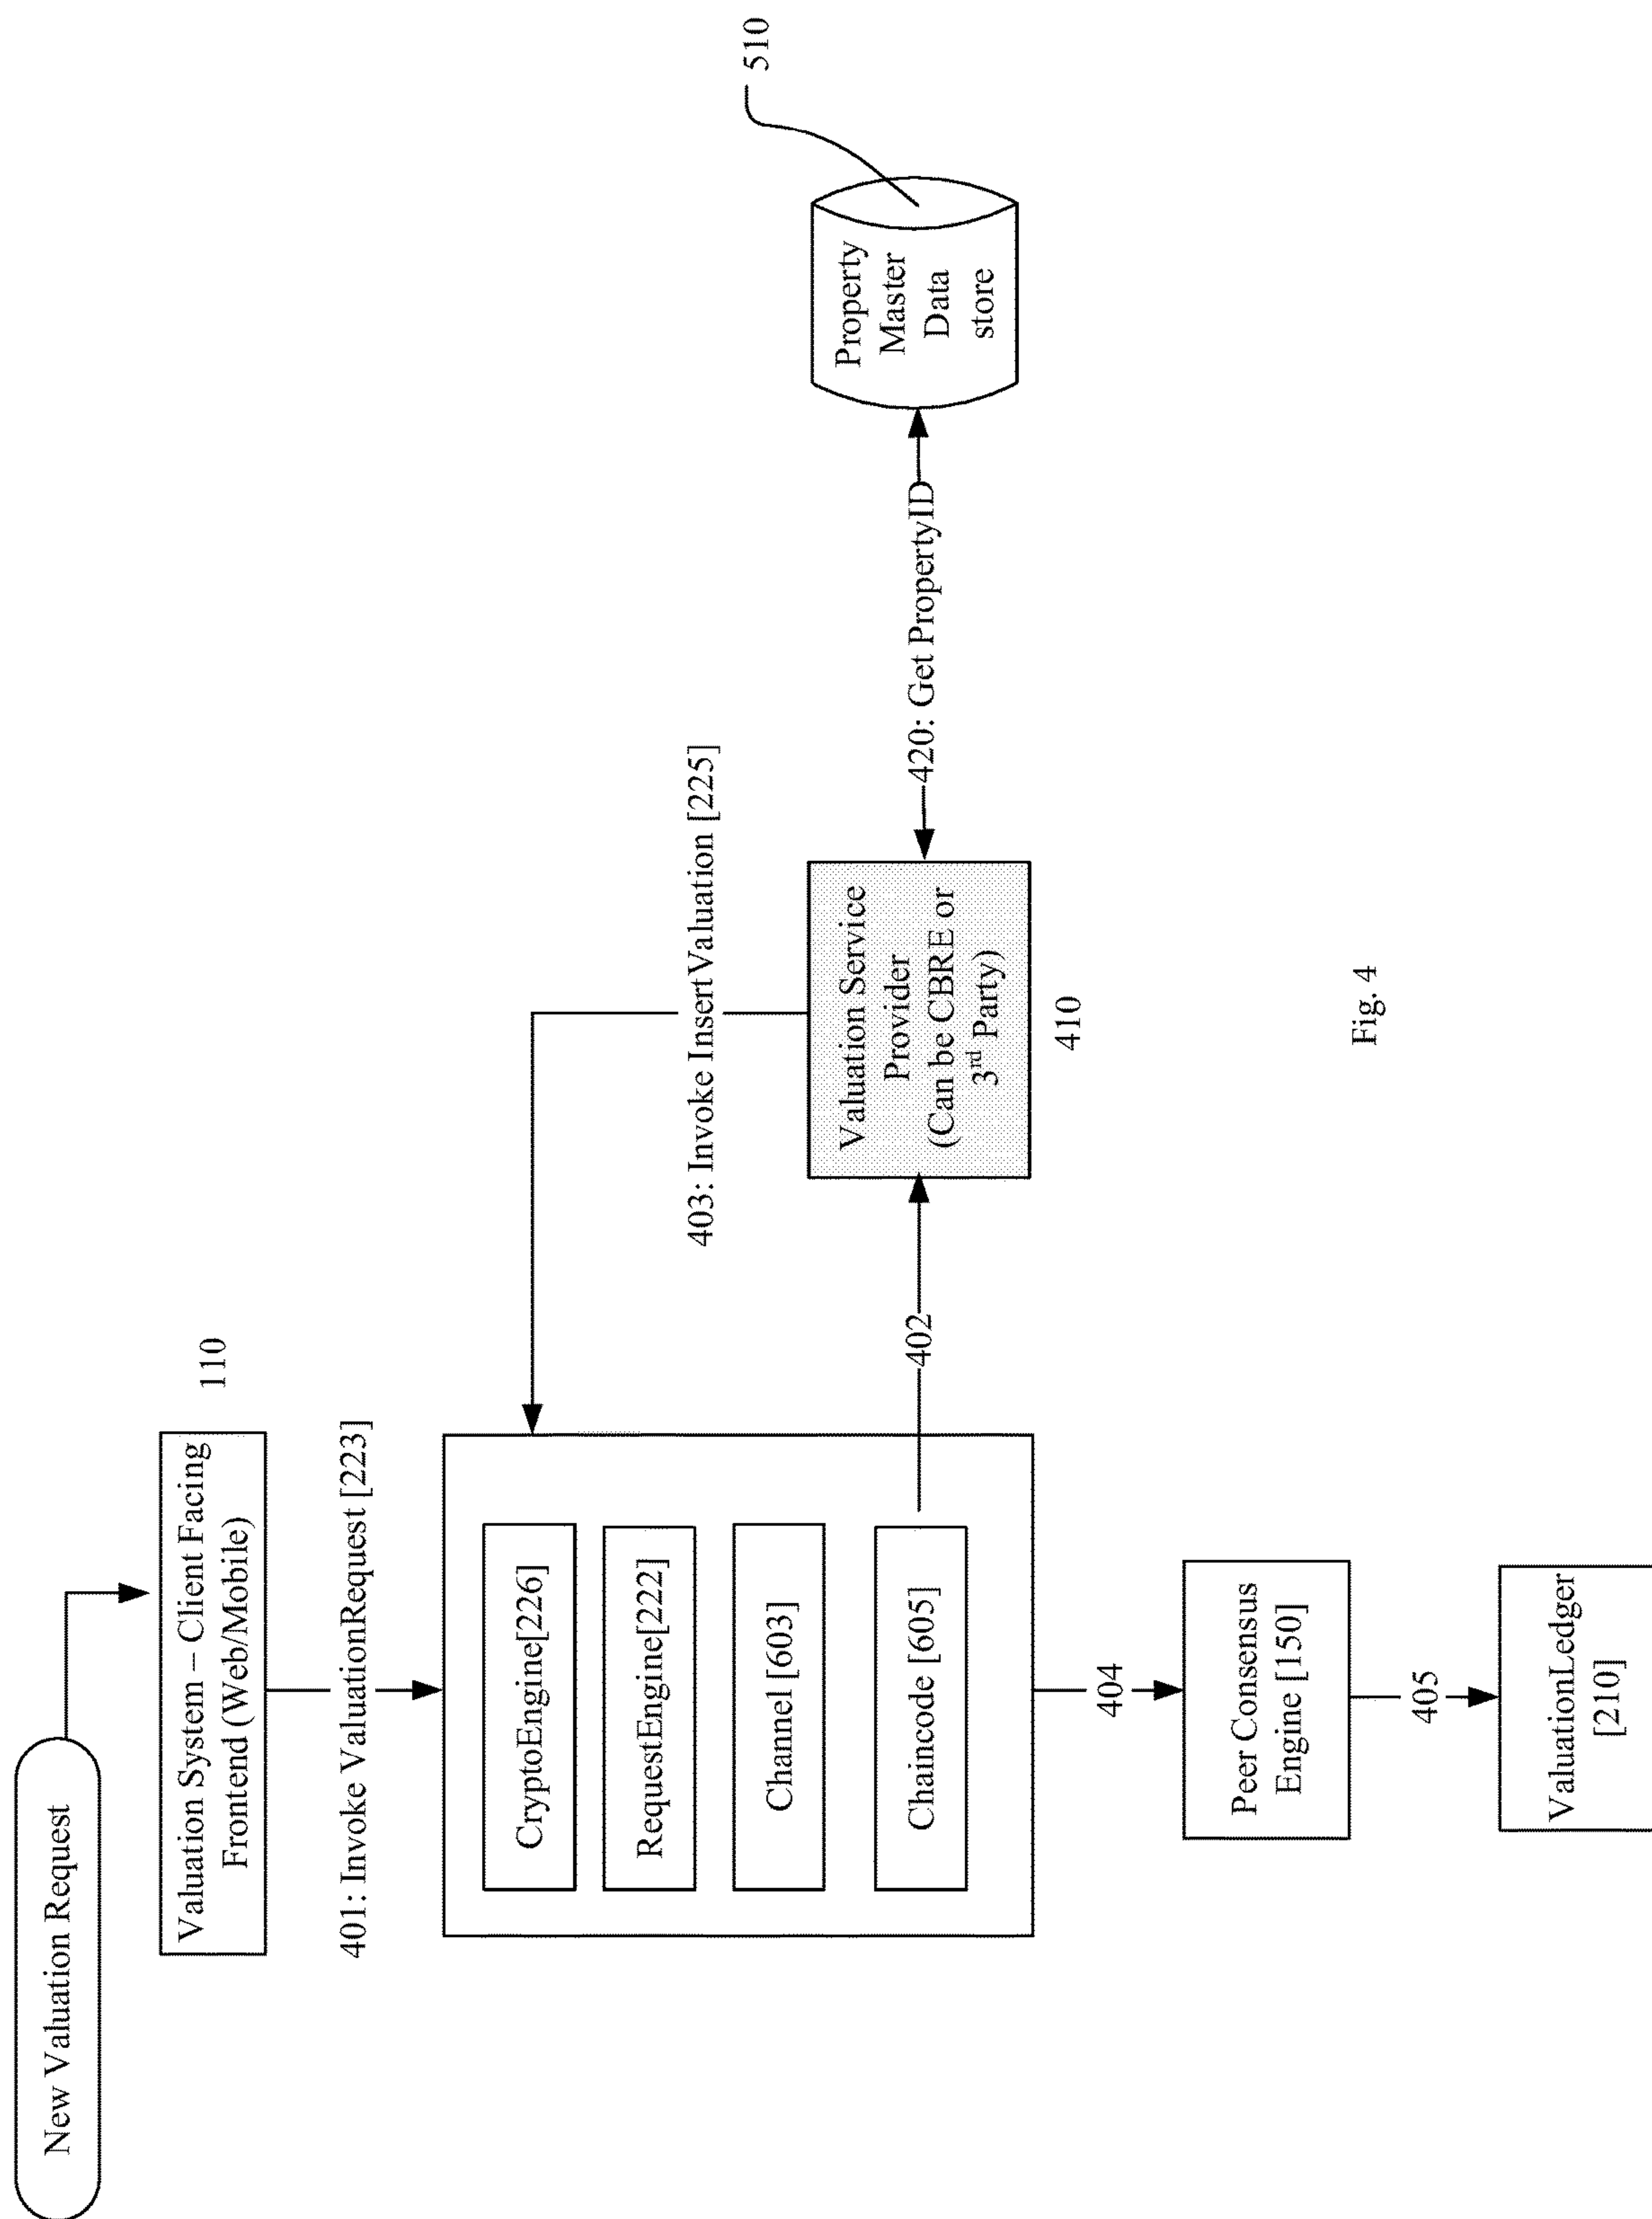 New Valuation Request
Valuation System – Client Facing
Frontend (Web/Mobile)
110
401: Invoke ValuationRequest [223]
CryptoEngine[226]
RequestEngine[222]
Channel [603]
Chaincode [605]
402
403: Invoke InsertValuation [225]
Valuation Service
Provider
(Can be CBRE or
3rd Party)
410
420: Get PropertyID
Property
Master
Data
store
510
404
Peer Consensus
Engine [150]
405
ValuationLedger
[210]
Fig. 4